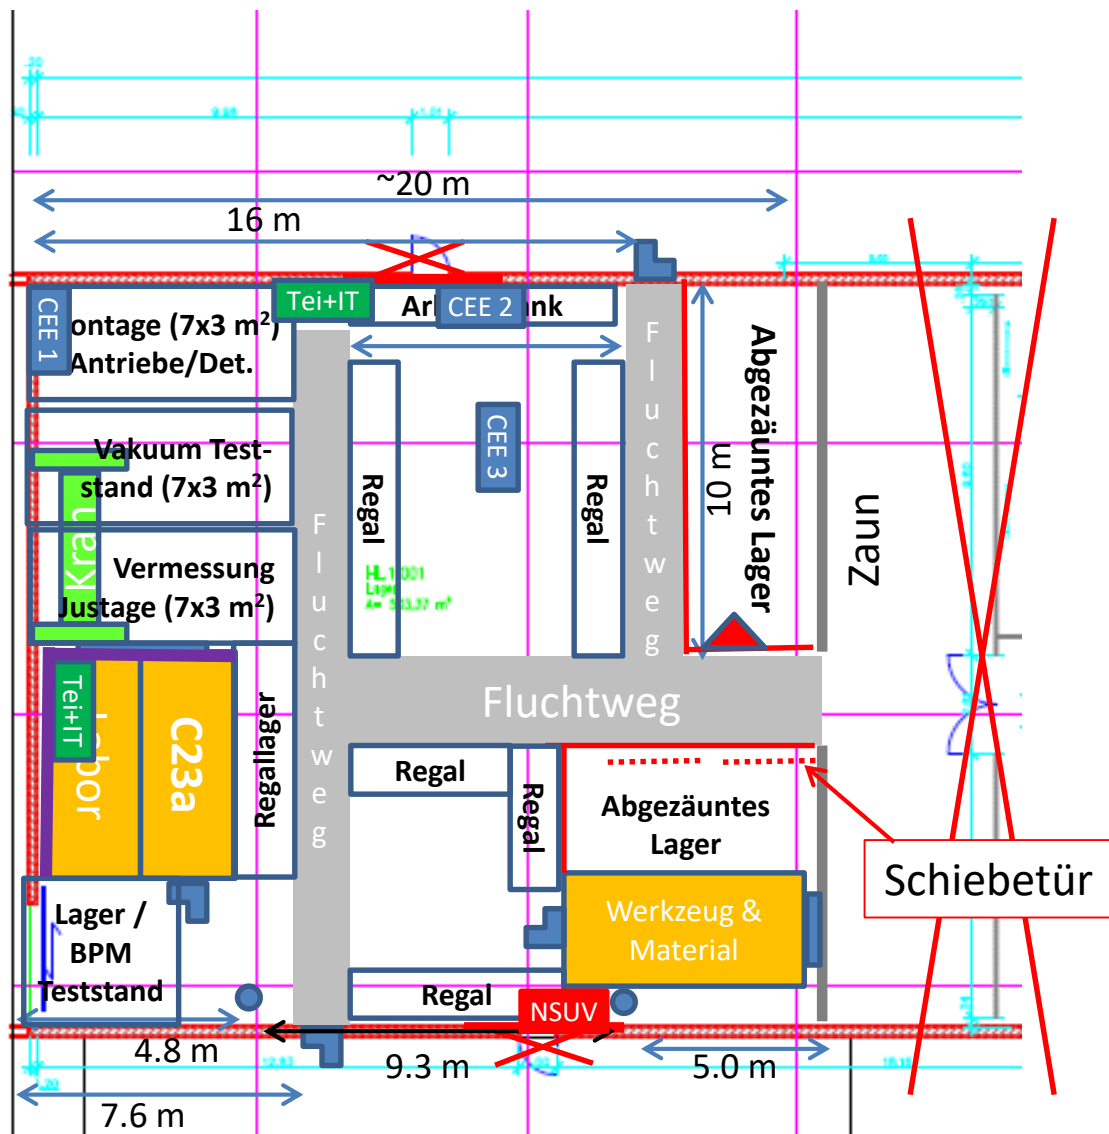 ~20 m
16 m
Tei+IT
CEE 2
CEE 1
ontage (7x3 m²)
Antriebe/Det.
Vakuum Test-
stand (7x3 m²)
Kran
Vermessung
Justage (7x3 m²)
Fluchtweg
Regal
CEE 3
Regal
Fluchtweg
10 m
Abgezäuntes Lager
Zaun
Tei+IT
C23a
Regallager
Fluchtweg
Regal
Regal
Abgezäuntes
Lager
Schiebetür
Werkzeug &
Material
Lager /
BPM
Teststand
Regal
NSUV
4.8 m
9.3 m
5.0 m
7.6 m